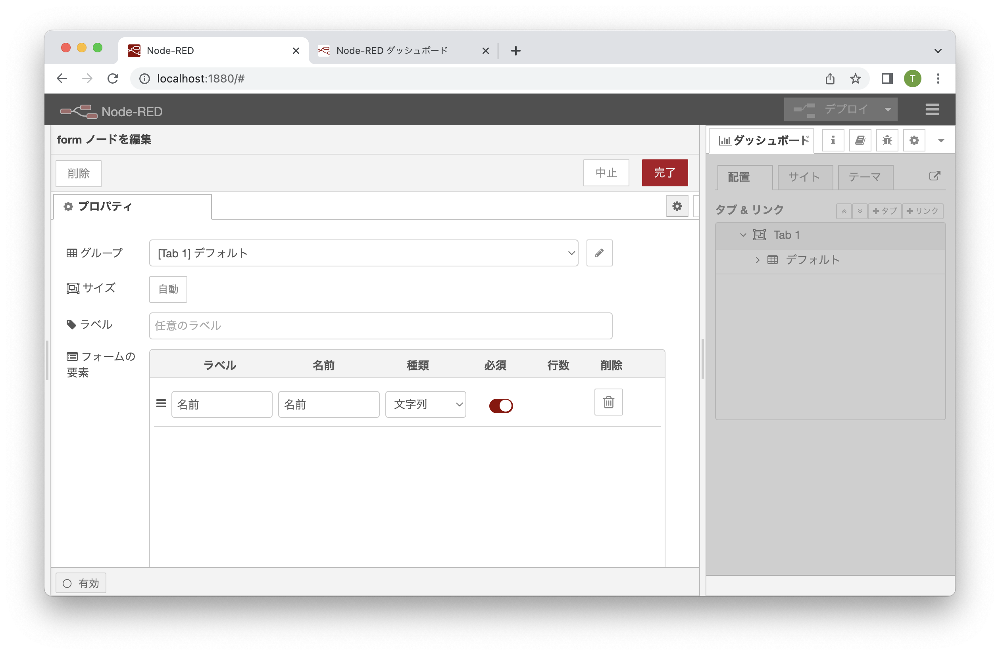 Node-RED
Node-RED ダッシュボード
localhost:1880/#
T
Node-RED
デプロイ
form ノードを編集
削除
中止
完了
プロパティ
グループ
[Tab 1] デフォルト
サイズ
自動
ラベル
任意のラベル
フォームの
要素
ラベル 名前 種類 必須 行数 削除
名前 名前 文字列
有効
ダッシュボード
配置 サイト テーマ
タブ & リンク
タブ
リンク
Tab 1
デフォルト